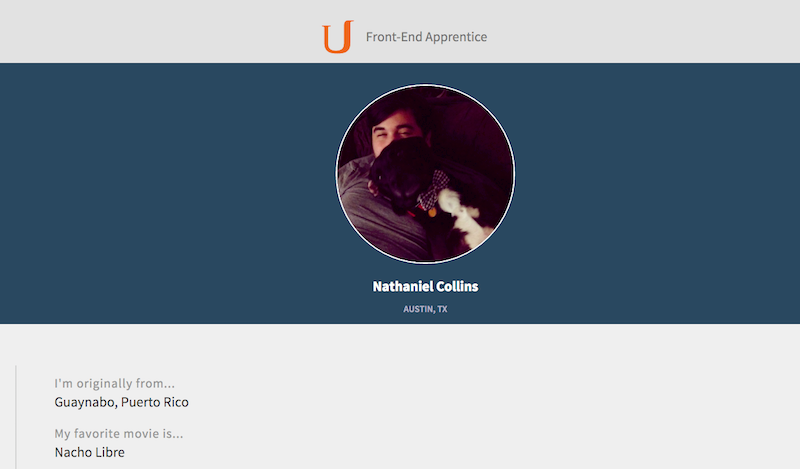 U Front-End Apprentice
Nathaniel Collins
AUSTIN, TX
I'm originally from...
Guaynabo, Puerto Rico
My favorite movie is...
Nacho Libre